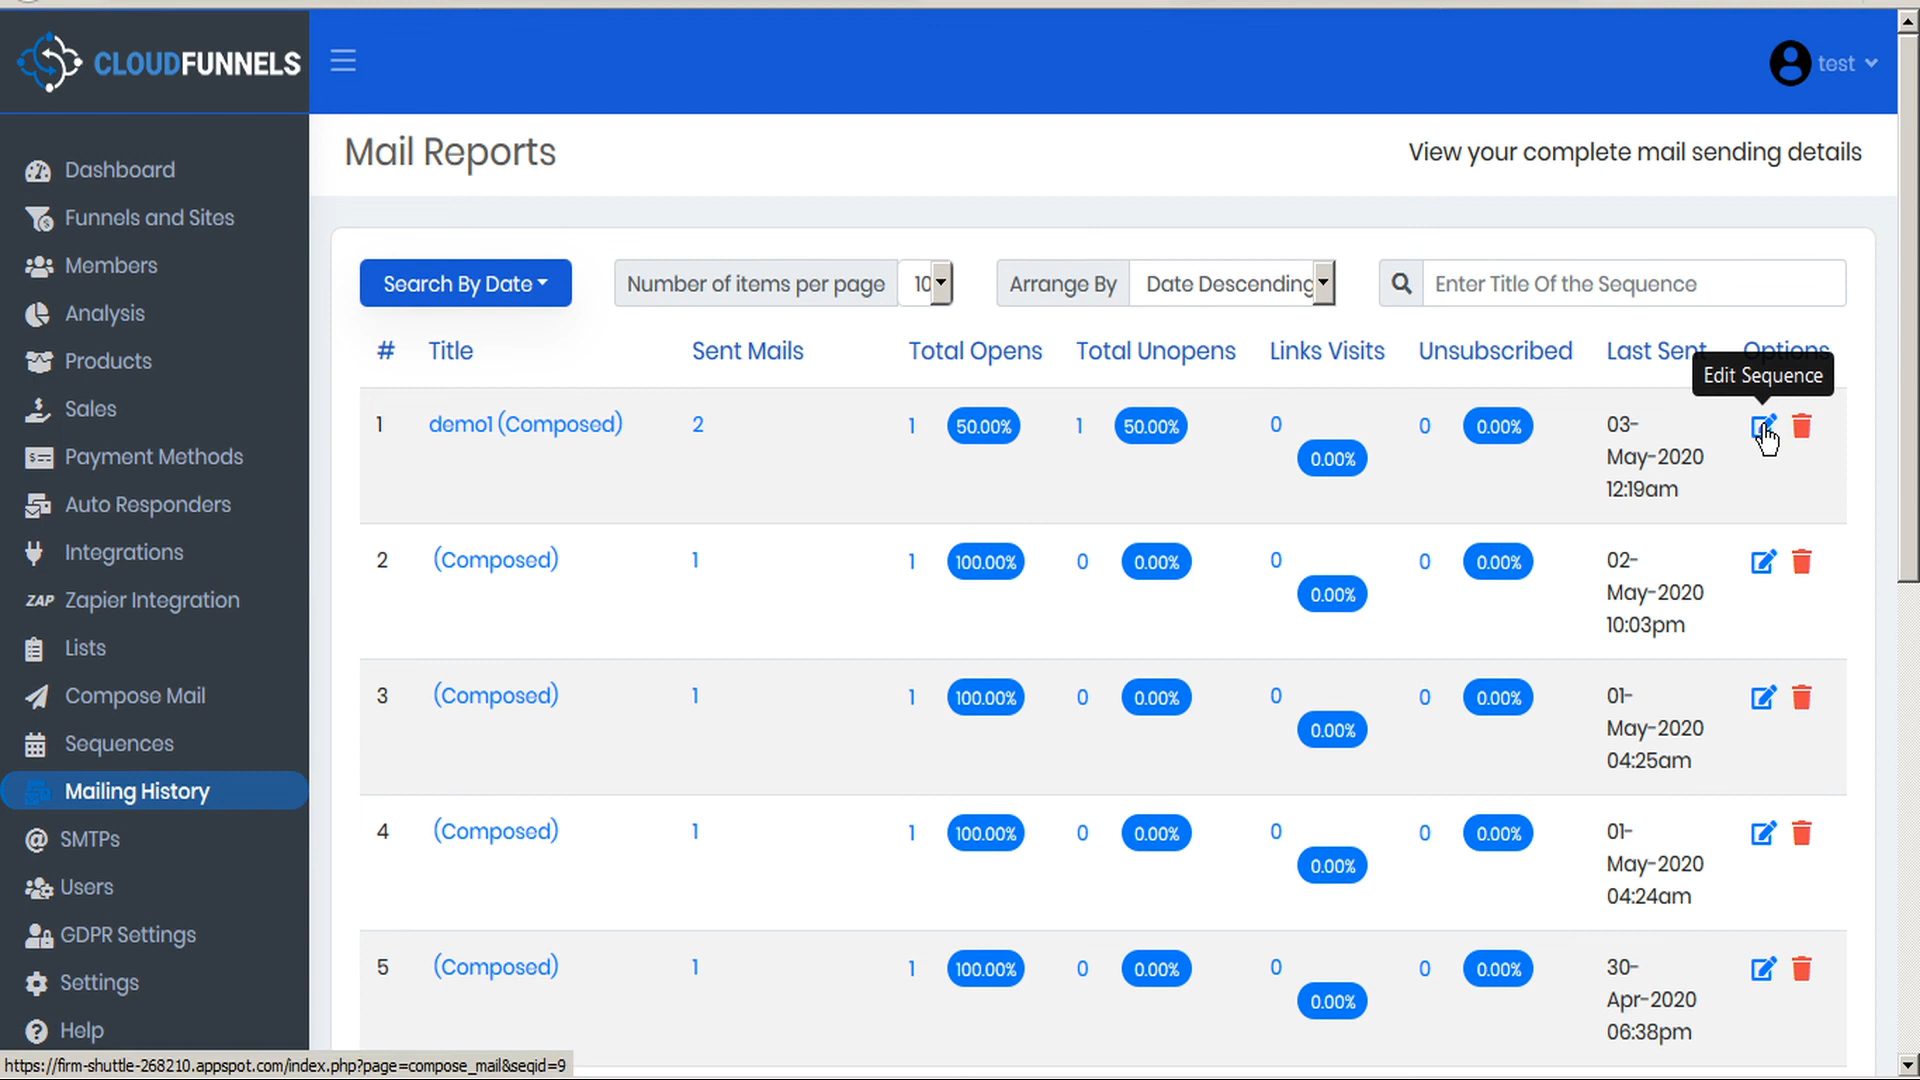 CLOUDFUNNELS
test
Mail Reports
View your complete mail sending details
Dashboard
Funnels and Sites
Members
Analysis
Products
Sales
Payment Methods
Auto Responders
Integrations
ZAP Zapier Integration
Lists
Compose Mail
Sequences
Mailing History
SMTPs
Users
GDPR Settings
Settings
Help
Search By Date
Number of items per page 10
Arrange By Date Descending
Enter Title Of the Sequence
# Title Sent Mails Total Opens Total Unopens Links Visits Unsubscribed Last Sent Options
Edit Sequence
1 demo1 (Composed) 2 1 50.00% 1 50.00% 0 0 0.00% 03-
0.00% May-2020
12:19am
2 (Composed) 1 1 100.00% 0 0.00% 0 0 0.00% 02-
0.00% May-2020
10:03pm
3 (Composed) 1 1 100.00% 0 0.00% 0 0 0.00% 01-
0.00% May-2020
04:25am
4 (Composed) 1 1 100.00% 0 0.00% 0 0 0.00% 01-
0.00% May-2020
04:24am
5 (Composed) 1 1 100.00% 0 0.00% 0 0 0.00% 30-
0.00% Apr-2020
06:38pm
https://firm-shuttle-268210.appspot.com/index.php?page=compose_mail&seqid=9